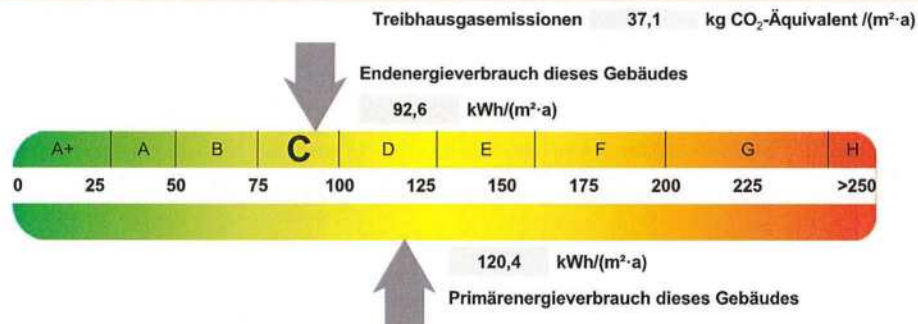 Treibhausgasemissionen 37,1 kg CO₂-Äquivalent /(m²·a)
Endenergieverbrauch dieses Gebäudes
92,6 kWh/(m²·a)
A+ A B C D E F G H
0 25 50 75 100 125 150 175 200 225 >250
120,4 kWh/(m²·a)
Primärenergieverbrauch dieses Gebäudes